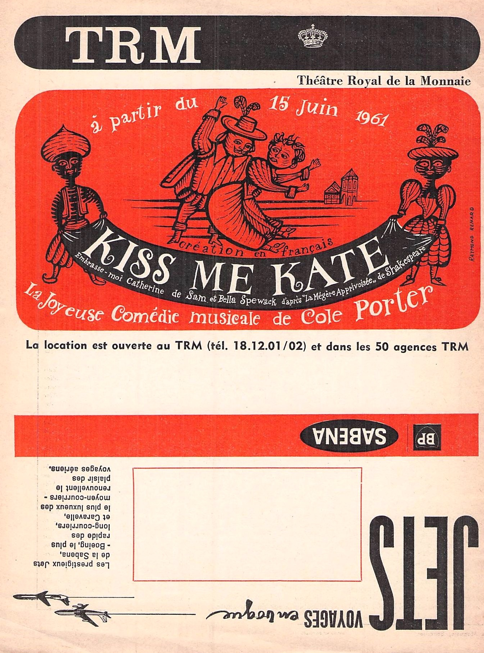 TRM
Théâtre Royal de la Monnaie
à partir du 15 Juin 1961
création en français
KISS ME KATE
Embrasse-moi Catherine de Sam et Bella Spewack d'après "La Mégère Apprivoisée" de Shakespeare
La Joyeuse Comédie musicale de Cole Porter
La location est ouverte au TRM (tél. 18.12.01/02) et dans les 50 agences TRM
JETS
VOYAGES en vogue
Les prestigieux Jets
de la Sabena,
- Boeing, le plus
rapide des
long-courriers,
et Caravelle,
le plus luxueux des
moyen-courriers -
renouvellent le
plaisir des
voyages aériens.
BP
SABENA